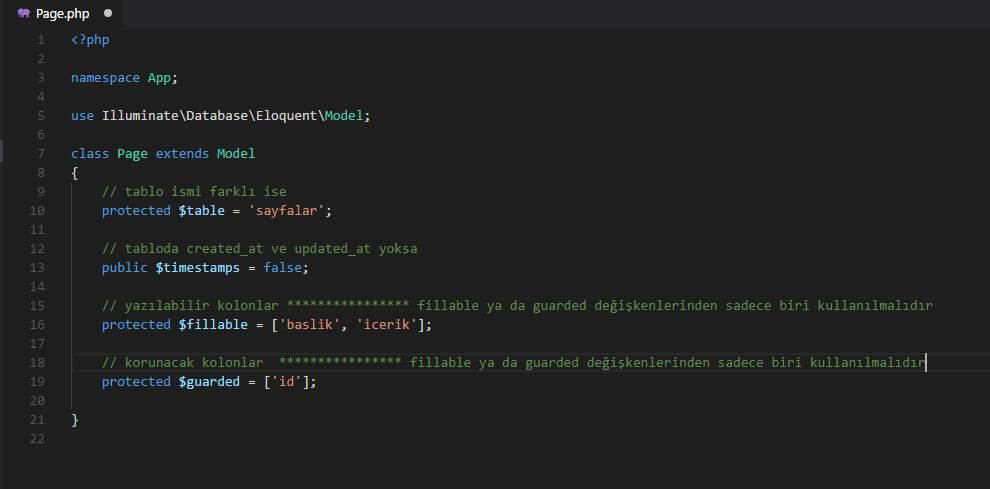 Page.php
1 <?php
2
3 namespace App;
4
5 use Illuminate\Database\Eloquent\Model;
6
7 class Page extends Model
8 {
9 // tablo ismi farklı ise
10 protected $table = 'sayfalar';
11
12 // tabloda created_at ve updated_at yoksa
13 public $timestamps = false;
14
15 // yazılabilir kolonlar **************** fillable ya da guarded değişkenlerinden sadece biri kullanılmalıdır
16 protected $fillable = ['baslik', 'icerik'];
17
18 // korunacak kolonlar  **************** fillable ya da guarded değişkenlerinden sadece biri kullanılmalıdır
19 protected $guarded = ['id'];
20
21 }
22